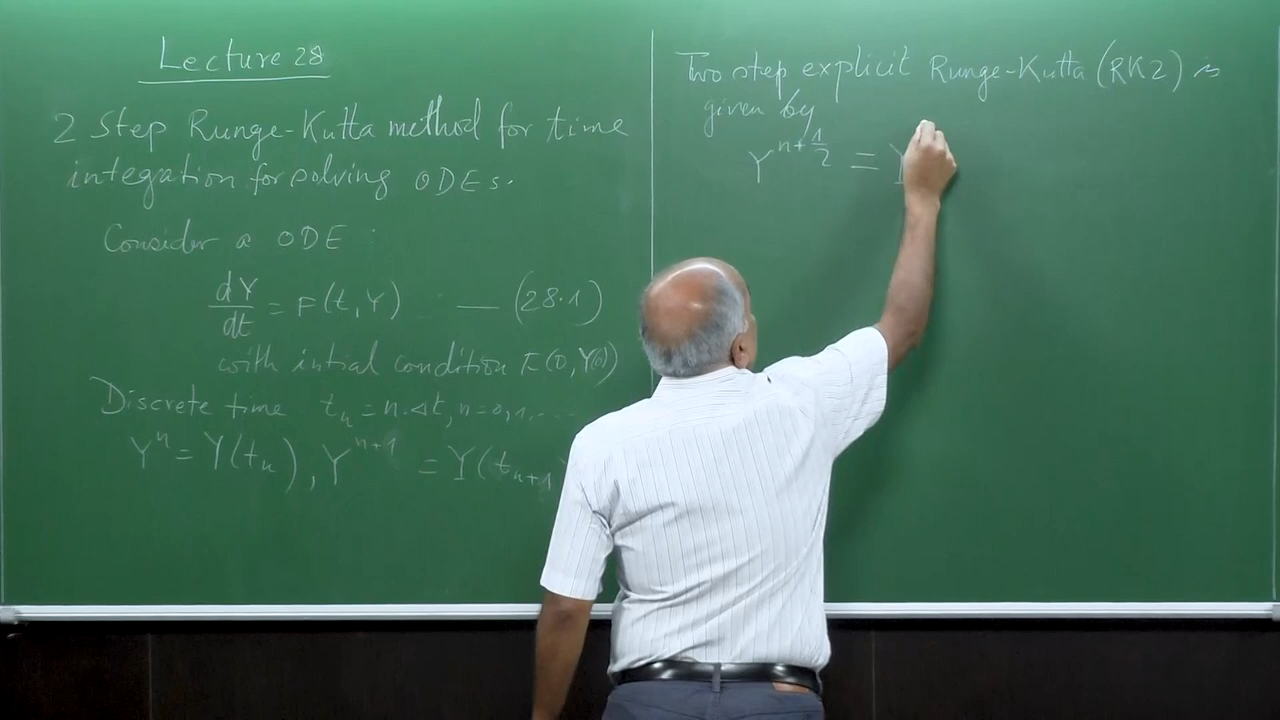 Lecture 28
2 Step Runge-Kutta method for time
integration for solving ODEs.
Consider a ODE :
dY/dt = F(t, Y) — (28.1)
with intial condition F(0, Y(0))
Discrete time t_n = n.Δt, n=0,1,....
Y^n = Y(t_n), Y^{n+1} = Y(t_{n+1}
Two step explicit Runge-Kutta (RK2) is
given by
Y^{n+1/2} = Y